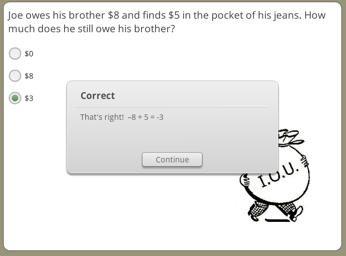 Joe owes his brother $8 and finds $5 in the pocket of his jeans. How
much does he still owe his brother?
$0
$8
$3
Correct
That's right! –8 + 5 = -3
Continue
I.O.U.